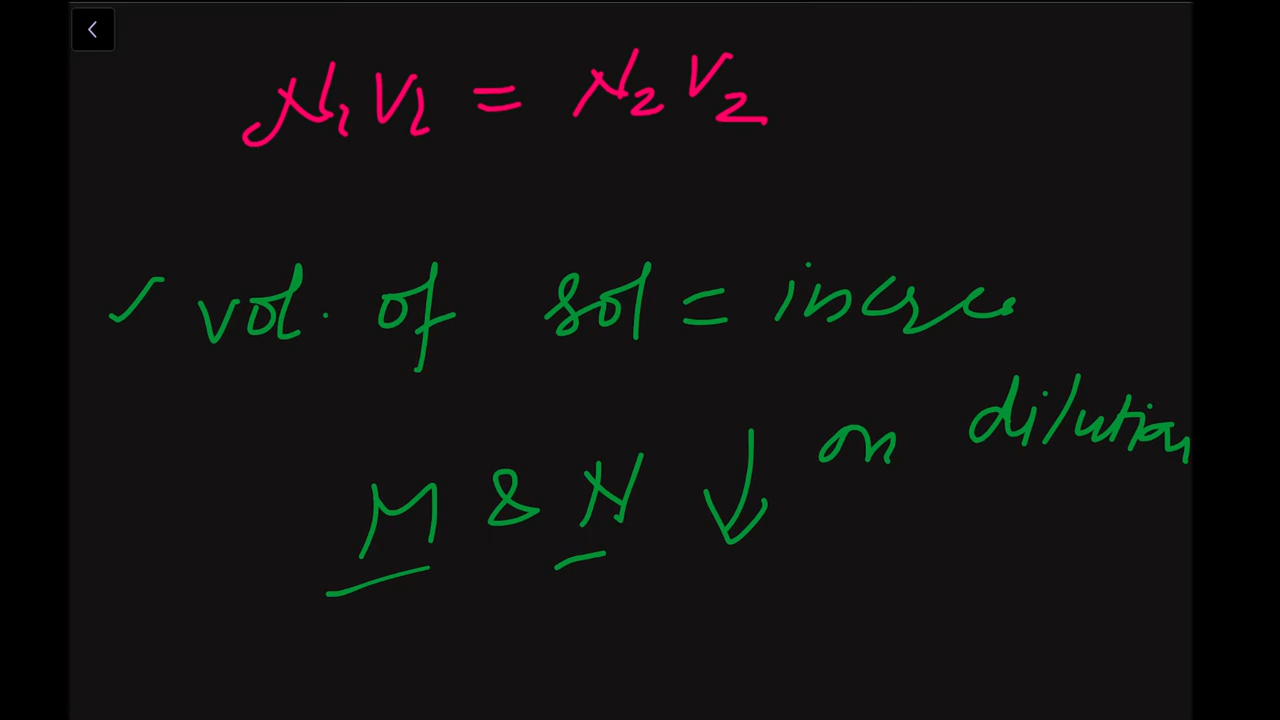 N₁V₁ = N₂V₂
✓ vol. of sol = increa
M & N ↓ on dilution